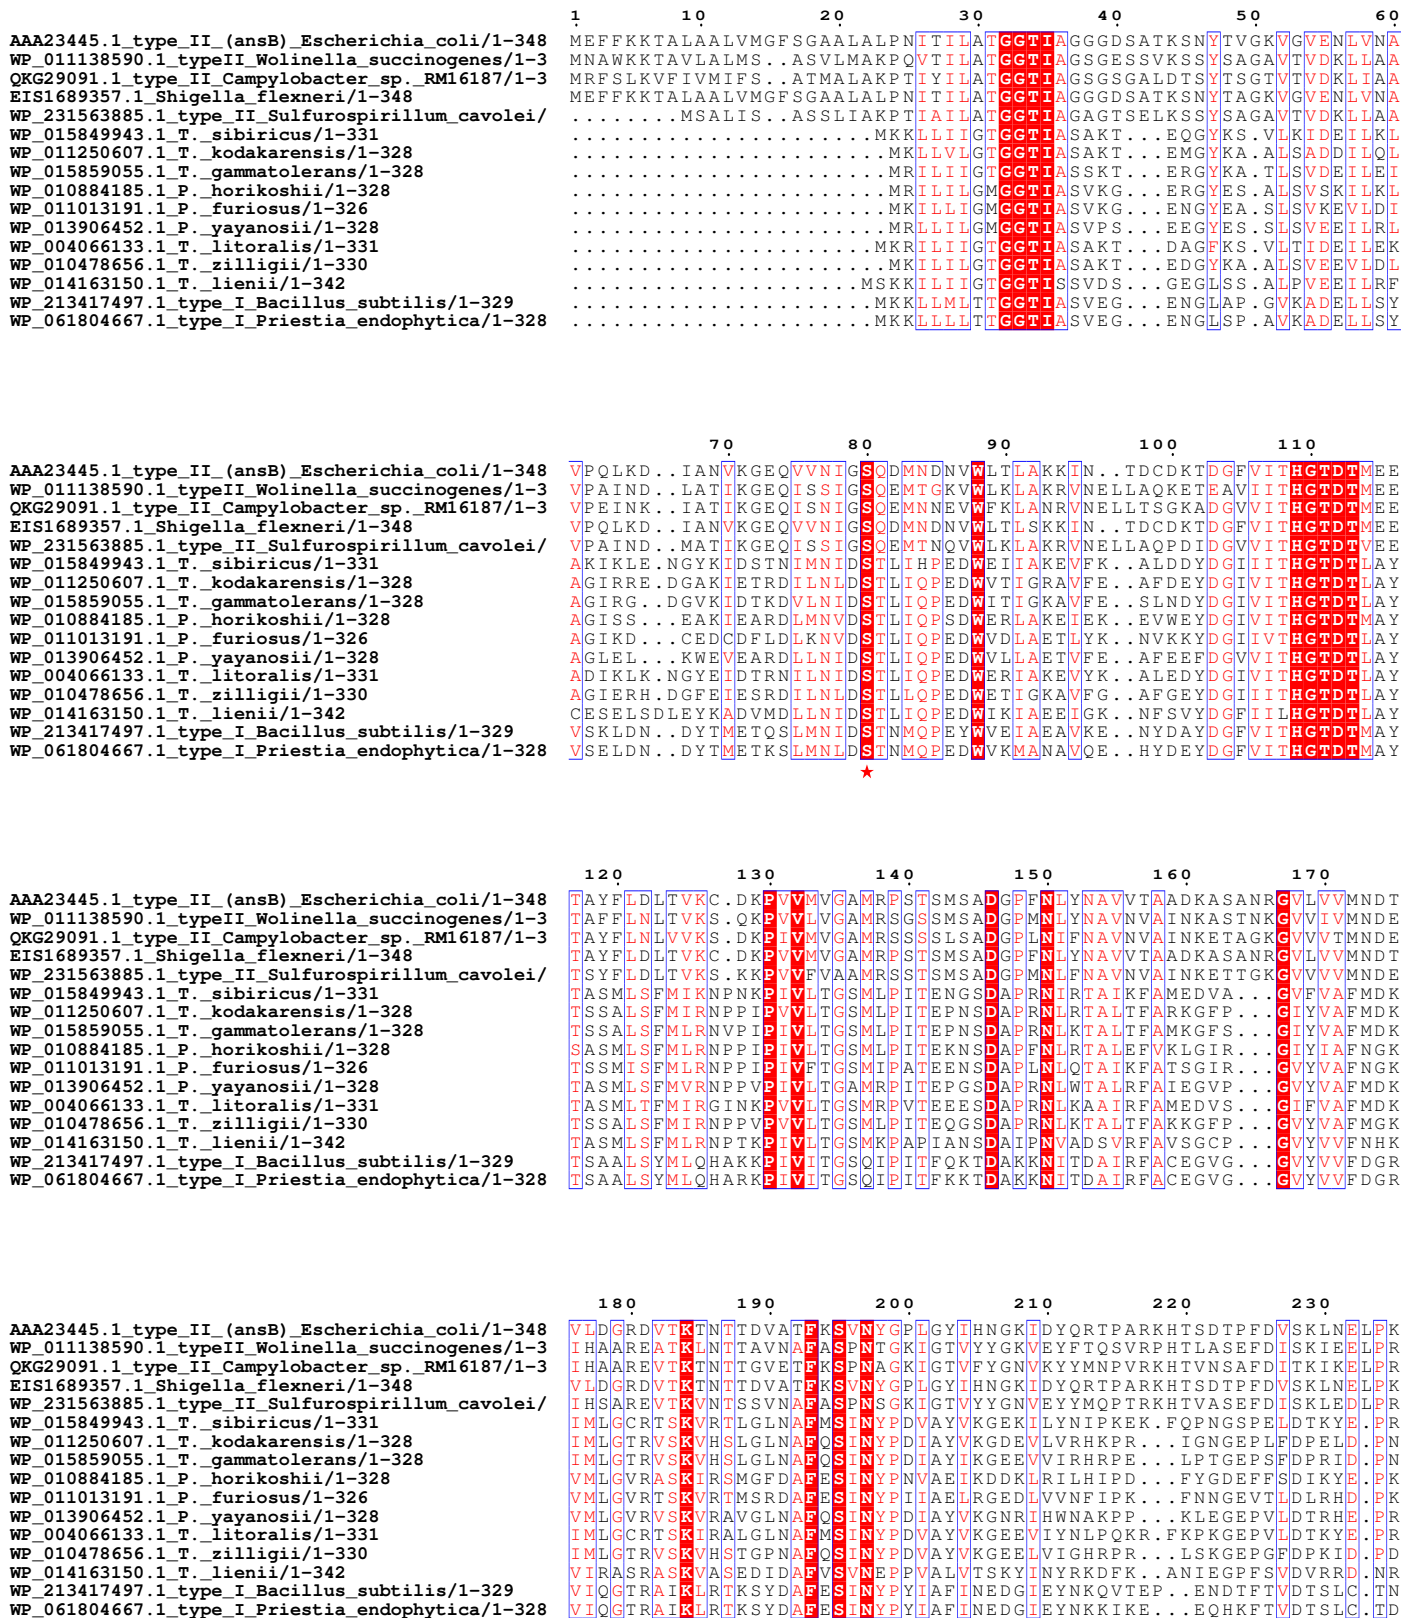 1 10 20 30 40 50 60
AAA23445.1_type_II_(ansB)_Escherichia_coli/1-348 MEFFKKTALAALVMGFSGAALALPNITILATGGTIAGGGDSATKSNYTVGKVGVENLVNA
WP_011138590.1_typeII_Wolinella_succinogenes/1-3 MNAWKKTAVLALMS..ASVLMAKPQVTILATGGTIAGSGESSVKSSYSAGAVTVDKLLAA
QKG29091.1_type_II_Campylobacter_sp._RM16187/1-3 MRFSLKVFIVMIFS..ATMALAKPTIYILATGGTIAGSGSGALDTSYTSGTVTVDKLIAA
EIS1689357.1_Shigella_flexneri/1-348 MEFFKKTALAALVMGFSGAALALPNITILATGGTIAGGGDSATKSNYTAGKVGVENLVNA
WP_231563885.1_type_II_Sulfurospirillum_cavolei/ ........MSALIS..ASSLIAKPTIAILATGGTIAGAGTSELKSSYSAGAVTVDKLLAA
WP_015849943.1_T._sibiricus/1-331 ......................MKKLLIIGTGGTIASAKT...EQGYKS.VLKIDEILKL
WP_011250607.1_T._kodakarensis/1-328 .......................MKLLVLGTGGTIASAKT...EMGYKA.ALSADDILQL
WP_015859055.1_T._gammatolerans/1-328 .......................MRILIIGTGGTIASSKT...ERGYKA.TLSVDEILEI
WP_010884185.1_P._horikoshii/1-328 .......................MRILILGMGGTIASVKG...ERGYES.ALSVSKILKL
WP_011013191.1_P._furiosus/1-326 .......................MKILLIGMGGTIASVKG...ENGYEA.SLSVKEVLDI
WP_013906452.1_P._yayanosii/1-328 .......................MRLLILGMGGTIASVPS...EEGYES.SLSVEEILRL
WP_004066133.1_T._litoralis/1-331 ......................MKRILIIGTGGTIASAKT...DAGFKS.VLTIDEILEK
WP_010478656.1_T._zilligii/1-330 .......................MKILILGTGGTIASAKT...EDGYKA.ALSVEEVLDL
WP_014163150.1_T._lienii/1-342 .....................MSKKILIIGTGGTISSVDS...GEGLSS.ALPVEEILRF
WP_213417497.1_type_I_Bacillus_subtilis/1-329 ......................MKKLLMLTTGGTIASVEG...ENGLAP.GVKADELLSY
WP_061804667.1_type_I_Priestia_endophytica/1-328 ......................MKKLLLLTTGGTIASVEG...ENGLSP.AVKADELLSY
70 80 90 100 110
AAA23445.1_type_II_(ansB)_Escherichia_coli/1-348 VPQLKD..IANVKGEQVVNIGSQDMNDNVWLTLAKKIN..TDCDKTDGFVITHGTDTMEE
WP_011138590.1_typeII_Wolinella_succinogenes/1-3 VPAIND..LATIKGEQISSIGSQEMTGKVWLKLAKRVNELLAQKETEAVIITHGTDTMEE
QKG29091.1_type_II_Campylobacter_sp._RM16187/1-3 VPEINK..IATIKGEQISNIGSQEMNNEVWFKLANRVNELLTSGKADGVVITHGTDTMEE
EIS1689357.1_Shigella_flexneri/1-348 VPQLKD..IANVKGEQVVNIGSQDMNDNVWLTLSKKIN..TDCDKTDGFVITHGTDTMEE
WP_231563885.1_type_II_Sulfurospirillum_cavolei/ VPAIND..MATIKGEQISSIGSQEMTNQVWLKLAKRVNELLAQPDIDGVVITHGTDTVEE
WP_015849943.1_T._sibiricus/1-331 AKIKLE.NGYKIDSTNIMNIDSTLIHPEDWEIIAKEVFK..ALDDYDGIIITHGTDTLAY
WP_011250607.1_T._kodakarensis/1-328 AGIRRE.DGAKIETRDILNLDSTLIQPEDWVTIGRAVFE..AFDEYDGIVITHGTDTLAY
WP_015859055.1_T._gammatolerans/1-328 AGIRG..DGVKIDTKDVLNIDSTLIQPEDWITIGKAVFE..SLNDYDGIVITHGTDTLAY
WP_010884185.1_P._horikoshii/1-328 AGISS...EAKIEARDLMNVDSTLIQPSDWERLAKEIEK..EVWEYDGIVITHGTDTMAY
WP_011013191.1_P._furiosus/1-326 AGIKD...CEDCDFLDLKNVDSTLIQPEDWVDLAETLYK..NVKKYDGIIVTHGTDTLAY
WP_013906452.1_P._yayanosii/1-328 AGLEL...KWEVEARDLLNIDSTLIQPEDWVLLAETVFE..AFEEFDGVVITHGTDTLAY
WP_004066133.1_T._litoralis/1-331 ADIKLK.NGYEIDTRNILNIDSTLIQPEDWERIAKEVYK..ALEDYDGIVITHGTDTLAY
WP_010478656.1_T._zilligii/1-330 AGIERH.DGFEIESRDILNLDSTLLQPEDWETIGKAVFG..AFGEYDGIIITHGTDTLAY
WP_014163150.1_T._lienii/1-342 CESELSDLEYKADVMDLLNIDSTLIQPEDWIKIAEEIGK..NFSVYDGFIILHGTDTLAY
WP_213417497.1_type_I_Bacillus_subtilis/1-329 VSKLDN..DYTMETQSLMNIDSTNMQPEYWVEIAEAVKE..NYDAYDGFVITHGTDTMAY
WP_061804667.1_type_I_Priestia_endophytica/1-328 VSELDN..DYTMETKSLMNLDSTNMQPEDWVKMANAVQE..HYDEYDGFVITHGTDTMAY
120 130 140 150 160 170
AAA23445.1_type_II_(ansB)_Escherichia_coli/1-348 TAYFLDLTVKC.DKPVVMVGAMRPSTSMSADGPFNLYNAVVTAADKASANRGVLVVMNDT
WP_011138590.1_typeII_Wolinella_succinogenes/1-3 TAFFLNLTVKS.QKPVVLVGAMRSGSSMSADGPMNLYNAVNVAINKASTNKGVVIVMNDE
QKG29091.1_type_II_Campylobacter_sp._RM16187/1-3 TAYFLNLVVKS.DKPIVMVGAMRSSSSLSADGPLNIFNAVNVAINKETAGKGVVVTMNDE
EIS1689357.1_Shigella_flexneri/1-348 TAYFLDLTVKC.DKPVVMVGAMRPSTSMSADGPFNLYNAVVTAADKASANRGVLVVMNDT
WP_231563885.1_type_II_Sulfurospirillum_cavolei/ TSYFLDLTVKS.KKPVVFVAAMRSSTSMSADGPMNLFNAVNVAINKETTGKGVVVVMNDE
WP_015849943.1_T._sibiricus/1-331 TASMLSFMIKNPNKPIVLTGSMLPITENGSDAPRNIRTAIKFAMEDVA...GVFVAFMDK
WP_011250607.1_T._kodakarensis/1-328 TSSALSFMIRNPPIPVVLTGSMLPITEPNSDAPRNLRTALTFARKGFP...GIYVAFMDK
WP_015859055.1_T._gammatolerans/1-328 TSSALSFMLRNVPIPVILTGSMLPITEPNSDAPRNLKTALTFAMKGFS...GIYVAFMDK
WP_010884185.1_P._horikoshii/1-328 SASMLSFMLRNPPIPIVLTGSMLPITEKNSDAPFNLRTALEFVKLGIR...GIYIAFNGK
WP_011013191.1_P._furiosus/1-326 TSSMISFMLRNPPIPIVFTGSMIPATEENSDAPLNLQTAIKFATSGIR...GVYVAFNGK
WP_013906452.1_P._yayanosii/1-328 TASMLSFMVRNPPVPVLTGAMRPITEPGSDAPRNLWTALRFAIEGVP...GVYVAFMDK
WP_004066133.1_T._litoralis/1-331 TASMLTFMIRGINKPVVLTGSMRPVTEEESDAPRNLKAAIRFAMEDVS...GIFVAFMDK
WP_010478656.1_T._zilligii/1-330 TSSALSFMIRNPPVPVVLTGSMLPITEQGSDAPRNLKTALTFAKKGFP...GVYVAFMGK
WP_014163150.1_T._lienii/1-342 TASMLSFMLRNPTKPIVLTGSMKPAPIANSDAIPNVADSVRFAVSGCP...GVYVVFNHK
WP_213417497.1_type_I_Bacillus_subtilis/1-329 TSAALSYMLQHAKKPIVITGSQIPITFQKTDAKKNITDAIRFACEGVG...GVYVVFDGR
WP_061804667.1_type_I_Priestia_endophytica/1-328 TSAALSYMLQHARKPIVITGSQIPITFKKTDAKKNITDAIRFACEGVG...GVYVVFDGR
180 190 200 210 220 230
AAA23445.1_type_II_(ansB)_Escherichia_coli/1-348 VLDGRDVTKTNTTDVATFKSVNYGPLGYIHNGKIDYQRTPARKHTSDTPFDVSKLNELPK
WP_011138590.1_typeII_Wolinella_succinogenes/1-3 IHAAREATKLNTTAVNAFASPNTGKIGTVYYGKVEYFTQSVRPHTLASEFDISKIEELPR
QKG29091.1_type_II_Campylobacter_sp._RM16187/1-3 IHAAREVTKTNTTGVETFKSPNAGKIGTVFYGNVKYYMNPVRKHTVNSAFDITKIKELPR
EIS1689357.1_Shigella_flexneri/1-348 VLDGRDVTKTNTTDVATFKSVNYGPLGYIHNGKIDYQRTPARKHTSDTPFDVSKLNELPK
WP_231563885.1_type_II_Sulfurospirillum_cavolei/ IHSAREVTKVNTSSVNAFASPNSGKIGTVYYGNVEYYMQPTRKHTVASEFDISKLEDLPR
WP_015849943.1_T._sibiricus/1-331 IMLGCRTSKVRTLGLNAFMSINYPDVAYVKGEKILYNIPKEK.FQPNGSPELDTKYE.PR
WP_011250607.1_T._kodakarensis/1-328 IMLGTRVSKVHSLGLNAFQSINYPDIAYVKGDEVLVRHKPR...IGNGEPLFDPELD.PN
WP_015859055.1_T._gammatolerans/1-328 IMLGTRVSKVHSLGLNAFQSINYPDIAYIKGEEVVIRHRPE...LPTGEPSFDPRID.PN
WP_010884185.1_P._horikoshii/1-328 VMLGVRASKIRSMGFDAFESINYPNVAEIKDDKLRILHIPD...FYGDEFFSDIKYE.PK
WP_011013191.1_P._furiosus/1-326 VMLGVRTSKVRTMSRDAFESINYPIIAELRGEDLVVNFIPK...FNNGEVTLDLRHD.PK
WP_013906452.1_P._yayanosii/1-328 VMLGVRVSKVRAVGLNAFQSINYPDIAYVKGNRIHWNAKPP...KLEGEPVLDTRHE.PR
WP_004066133.1_T._litoralis/1-331 IMLGCRTSKIRALGLNAFMSINYPDVAYVKGEEVIYNLPQKR.FKPKGEPVLDTKYE.PR
WP_010478656.1_T._zilligii/1-330 IMLGTRVSKVHSTGPNAFQSINYPDVAYVKGEELVIGHRPR...LSKGEPGFDPKID.PD
WP_014163150.1_T._lienii/1-342 VIRASRASKVASEDIDAFVSVNEPPVALVTSKYINYRKDFK..ANIEGPFSVDVRRD.NR
WP_213417497.1_type_I_Bacillus_subtilis/1-329 VIQGTRAIKLRTKSYDAFESINYPYIAFINEDGIEYNKQVTEP..ENDTFTVDTSLC.TN
WP_061804667.1_type_I_Priestia_endophytica/1-328 VIQGTRAIKLRTKSYDAFESINYPYIAFINEDGIEYNKKIKE...EQHKFTVDTSLC.TD